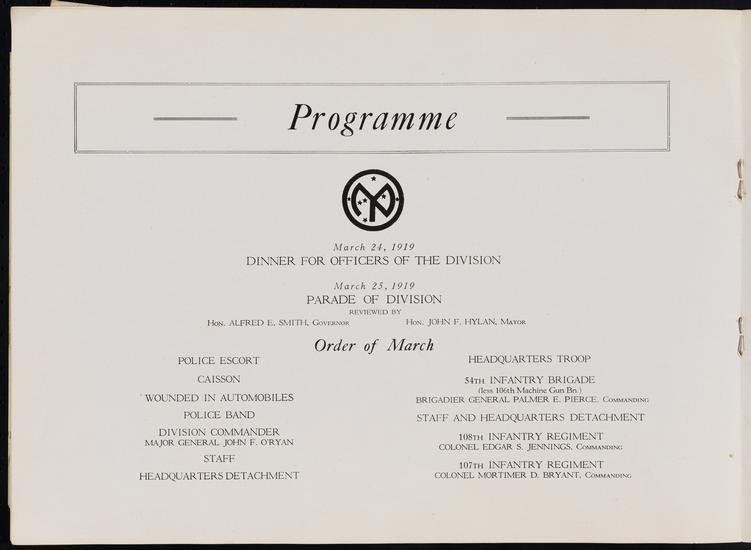 Programme
NY
March 24, 1919
DINNER FOR OFFICERS OF THE DIVISION
March 25, 1919
PARADE OF DIVISION
REVIEWED BY
Hon. ALFRED E. SMITH, Governor
Hon. JOHN F. HYLAN, Mayor
Order of March
POLICE ESCORT
CAISSON
WOUNDED IN AUTOMOBILES
POLICE BAND
DIVISION COMMANDER
MAJOR GENERAL JOHN F. O'RYAN
STAFF
HEADQUARTERS DETACHMENT
HEADQUARTERS TROOP
54TH INFANTRY BRIGADE
(less 106th Machine Gun Bn.)
BRIGADIER GENERAL PALMER E. PIERCE, Commanding
STAFF AND HEADQUARTERS DETACHMENT
108TH INFANTRY REGIMENT
COLONEL EDGAR S. JENNINGS, Commanding
107TH INFANTRY REGIMENT
COLONEL MORTIMER D. BRYANT, Commanding